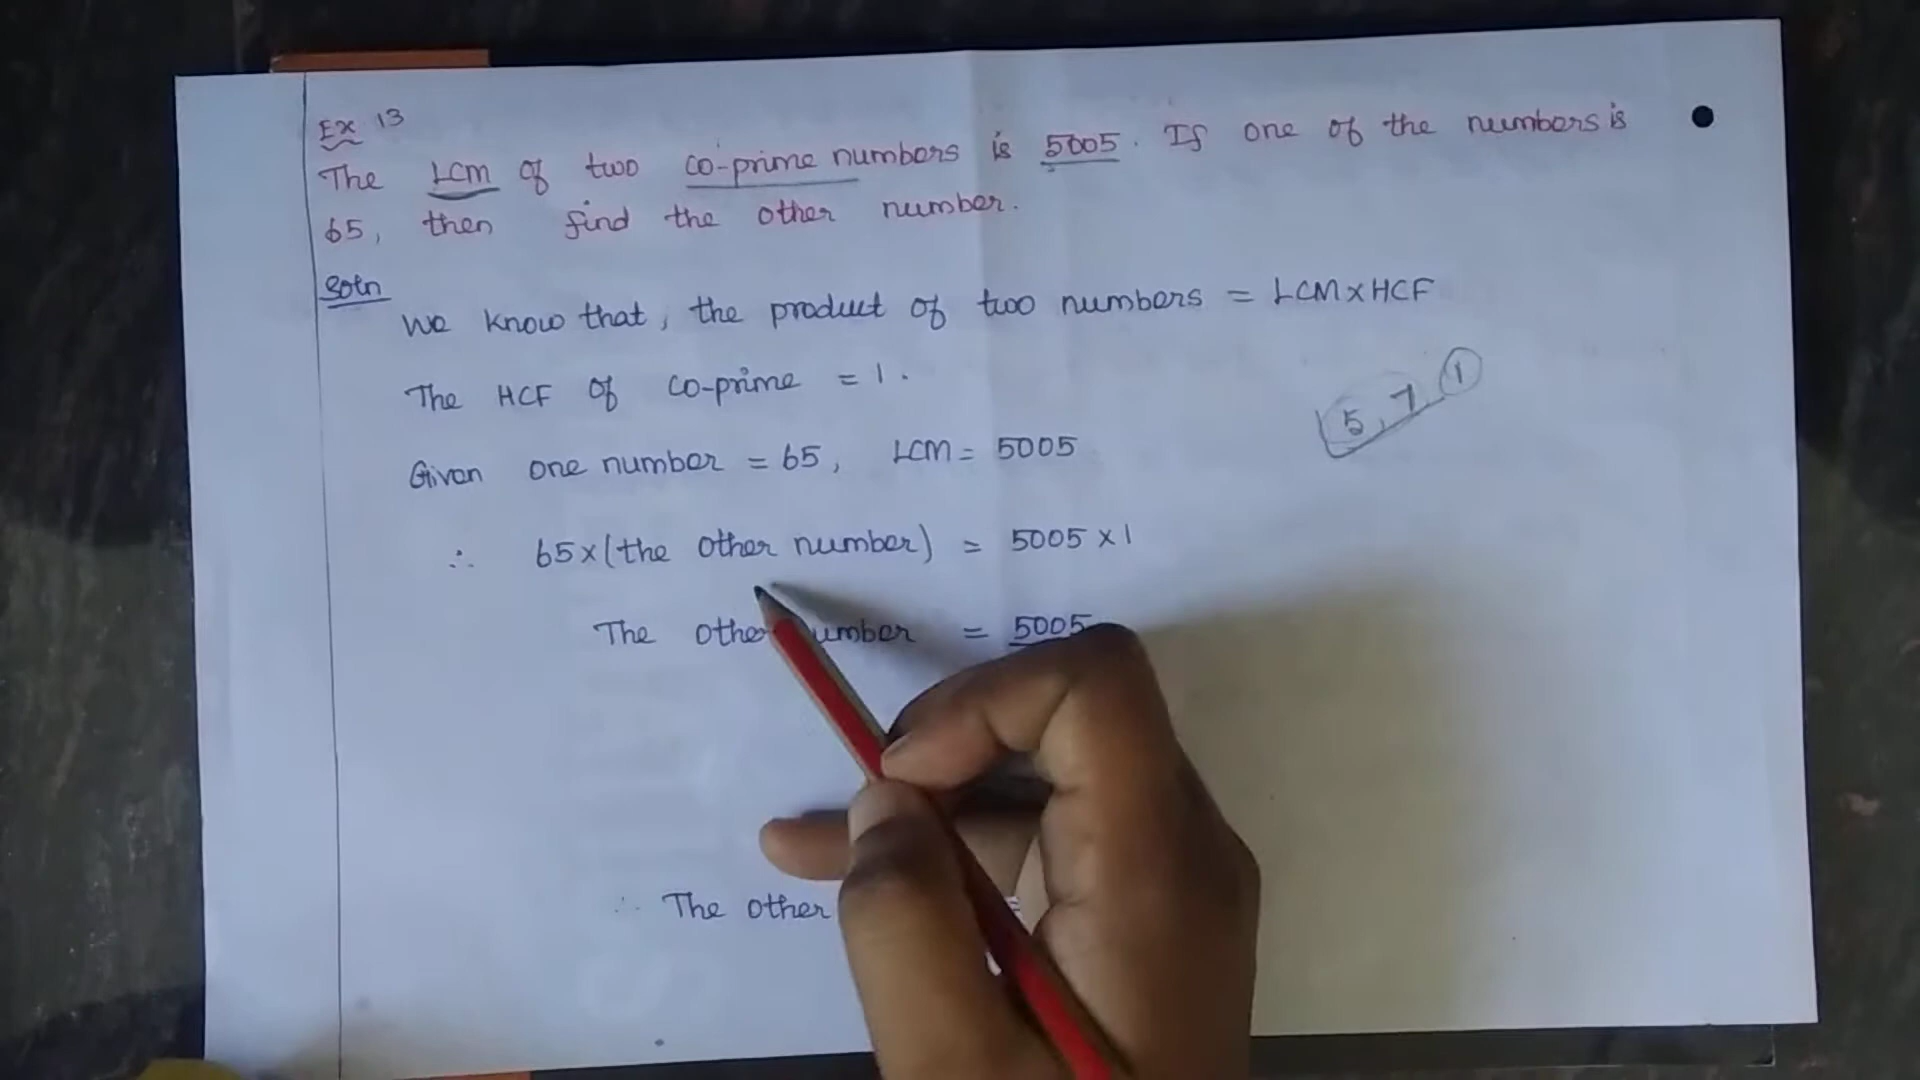 Ex 13
The LCM of two co-prime numbers is 5005. If one of the numbers is
65, then find the other number.
Soln
We know that, the product of two numbers = LCM x HCF
The HCF of co-prime = 1.
5, 7, 1
Given one number = 65, LCM = 5005
∴ 65 x (the other number) = 5005 x 1
The other number = 5005
∴ The other =